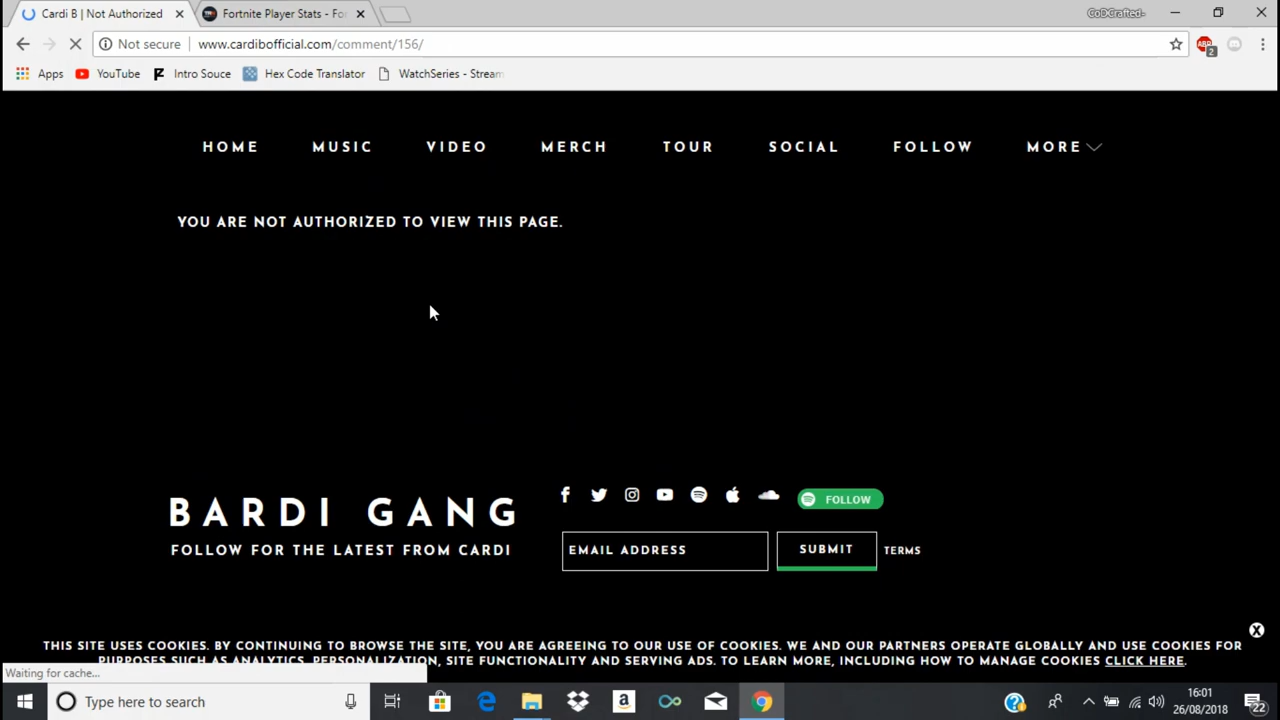 Cardi B | Not Authorized
Fortnite Player Stats - For
CoDCrafted-
Not secure
www.cardibofficial.com/comment/156/
ABP
2
Apps
YouTube
Intro Souce
Hex Code Translator
WatchSeries - Stream
HOME
MUSIC
VIDEO
MERCH
TOUR
SOCIAL
FOLLOW
MORE
YOU ARE NOT AUTHORIZED TO VIEW THIS PAGE.
BARDI GANG
FOLLOW FOR THE LATEST FROM CARDI
FOLLOW
EMAIL ADDRESS
SUBMIT
TERMS
THIS SITE USES COOKIES. BY CONTINUING TO BROWSE THE SITE, YOU ARE AGREEING TO OUR USE OF COOKIES. WE AND OUR PARTNERS OPERATE GLOBALLY AND USE COOKIES FOR
PURPOSES SUCH AS ANALYTICS, PERSONALIZATION, SITE FUNCTIONALITY AND SERVING ADS. TO LEARN MORE, INCLUDING HOW TO MANAGE COOKIES CLICK HERE.
Waiting for cache...
Type here to search
16:01
26/08/2018
22